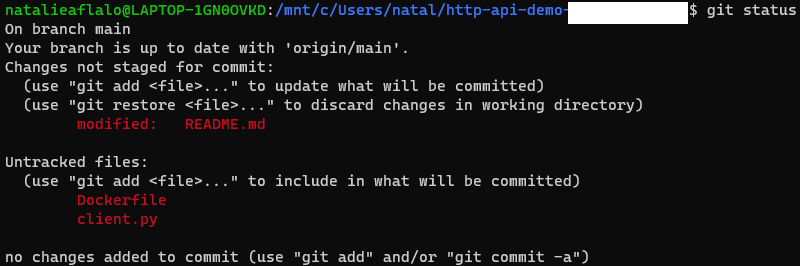 natalieaflalo@LAPTOP-1GN0OVKD:/mnt/c/Users/natal/http-api-demo-$ git status
On branch main
Your branch is up to date with 'origin/main'.
Changes not staged for commit:
  (use "git add <file>..." to update what will be committed)
  (use "git restore <file>..." to discard changes in working directory)
        modified:   README.md

Untracked files:
  (use "git add <file>..." to include in what will be committed)
        Dockerfile
        client.py

no changes added to commit (use "git add" and/or "git commit -a")